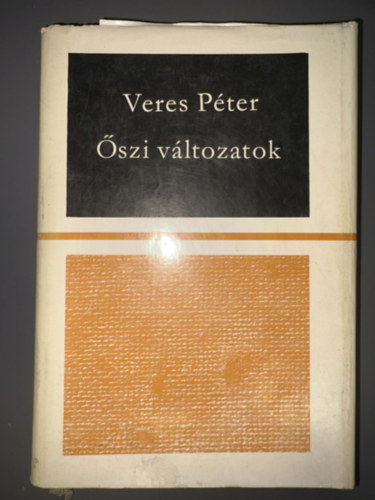 Veres Péter
Őszi változatok